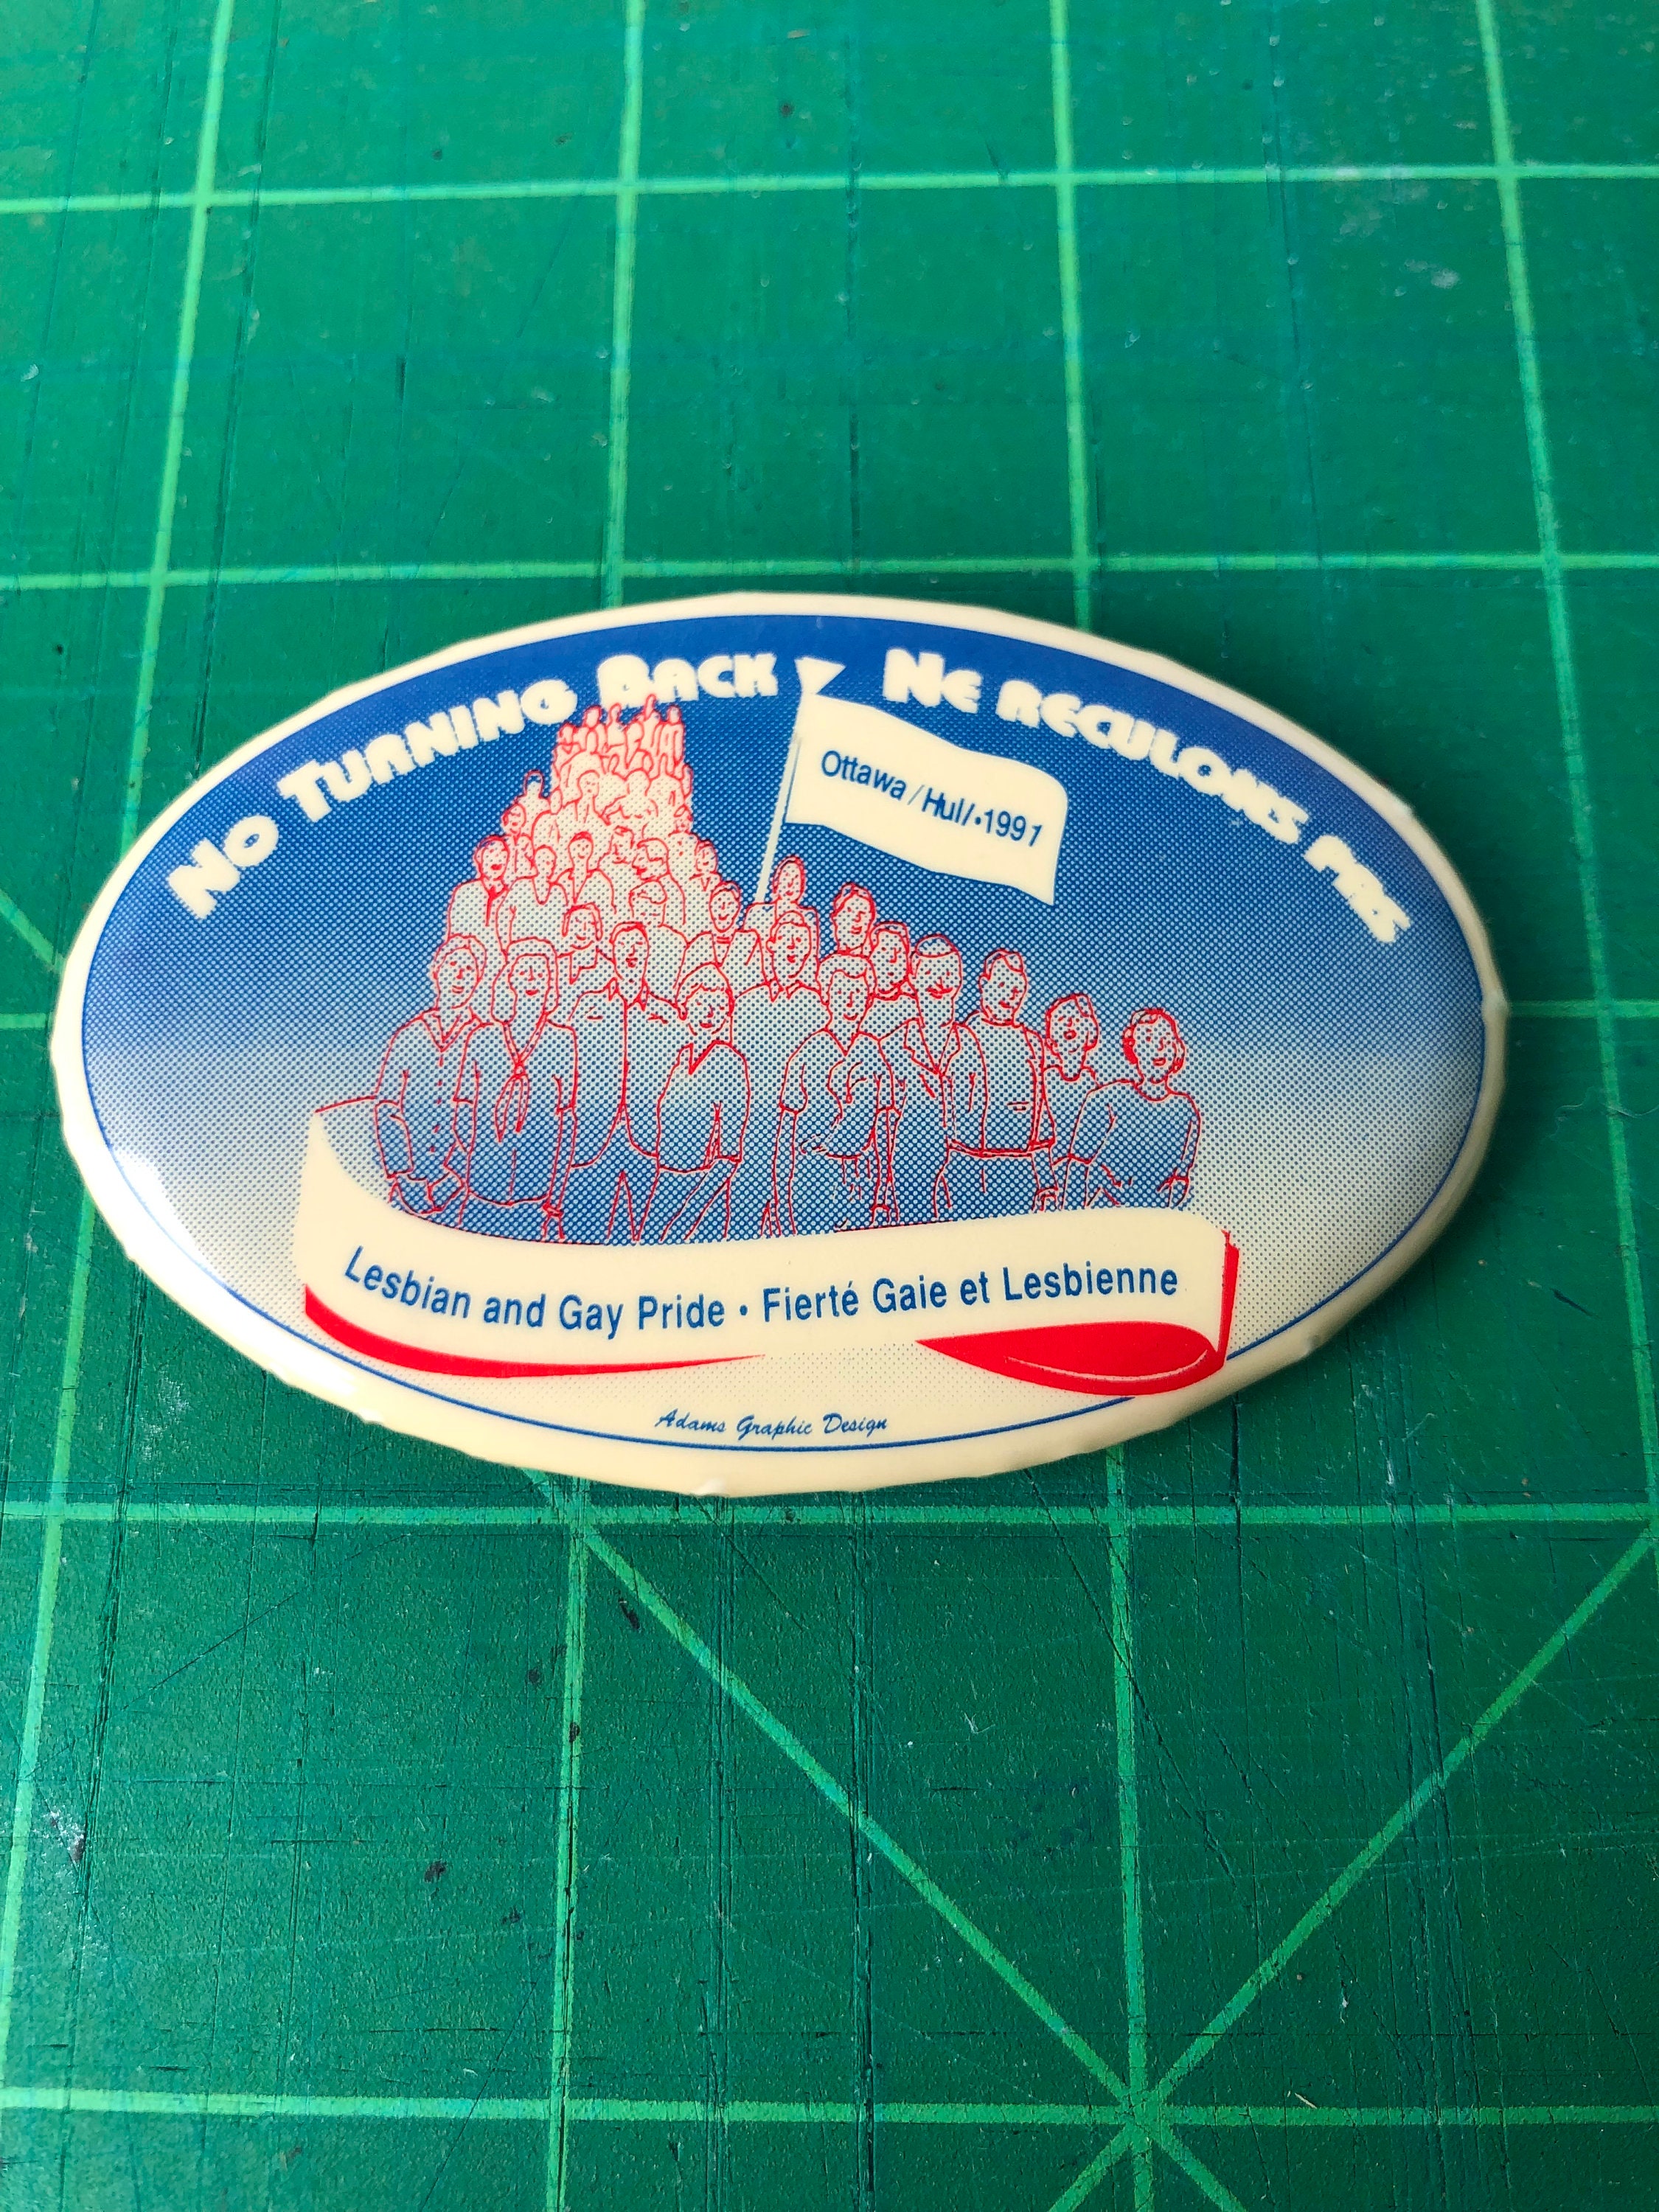 No Turning Back
Ne reculons pas
Ottawa/Hull•1991
Lesbian and Gay Pride • Fierté Gaie et Lesbienne
Adams Graphic Design